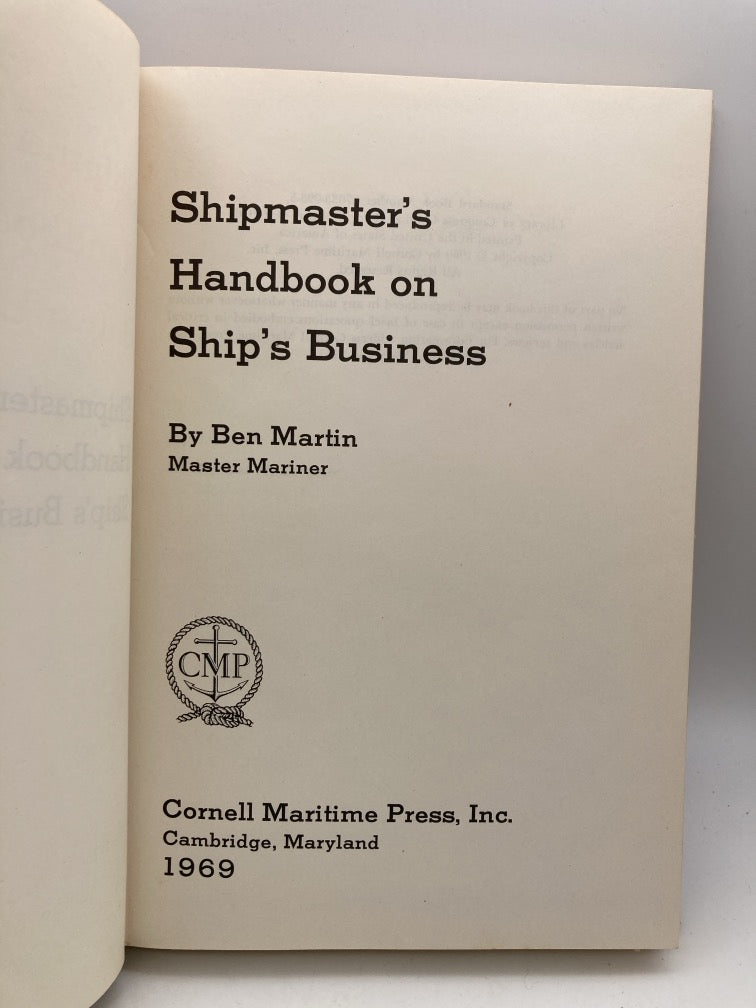 Shipmaster's
Handbook on
Ship's Business
By Ben Martin
Master Mariner
CMP
Cornell Maritime Press, Inc.
Cambridge, Maryland
1969